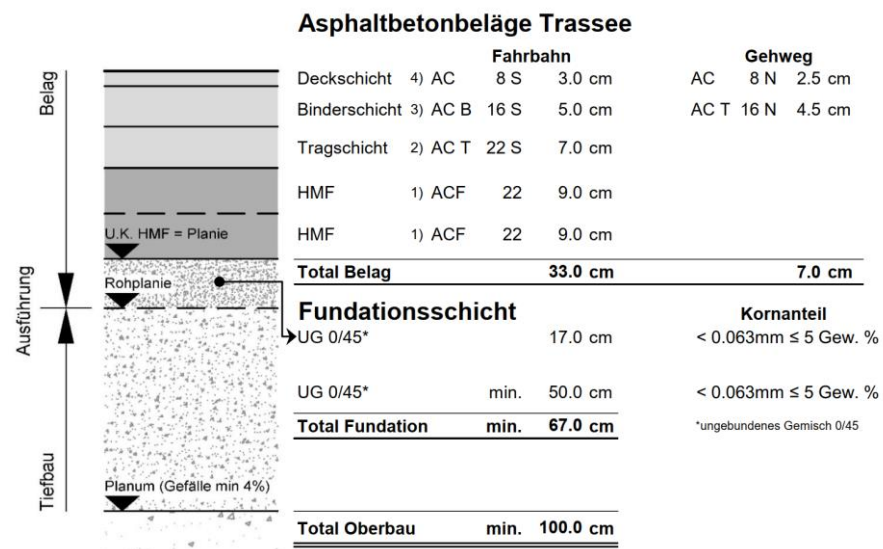 Asphaltbetonbeläge Trassee
Fahrbahn Gehweg
Deckschicht 4) AC 8 S 3.0 cm AC 8 N 2.5 cm
Binderschicht 3) AC B 16 S 5.0 cm AC T 16 N 4.5 cm
Tragschicht 2) AC T 22 S 7.0 cm
HMF 1) ACF 22 9.0 cm
HMF 1) ACF 22 9.0 cm
Total Belag 33.0 cm 7.0 cm
Fundationsschicht Kornanteil
UG 0/45* 17.0 cm < 0.063mm ≤ 5 Gew. %
UG 0/45* min. 50.0 cm < 0.063mm ≤ 5 Gew. %
Total Fundation min. 67.0 cm *ungebundenes Gemisch 0/45
Total Oberbau min. 100.0 cm
Belag
Ausführung
Tiefbau
U.K. HMF = Planie
Rohplanie
Planum (Gefälle min 4%)